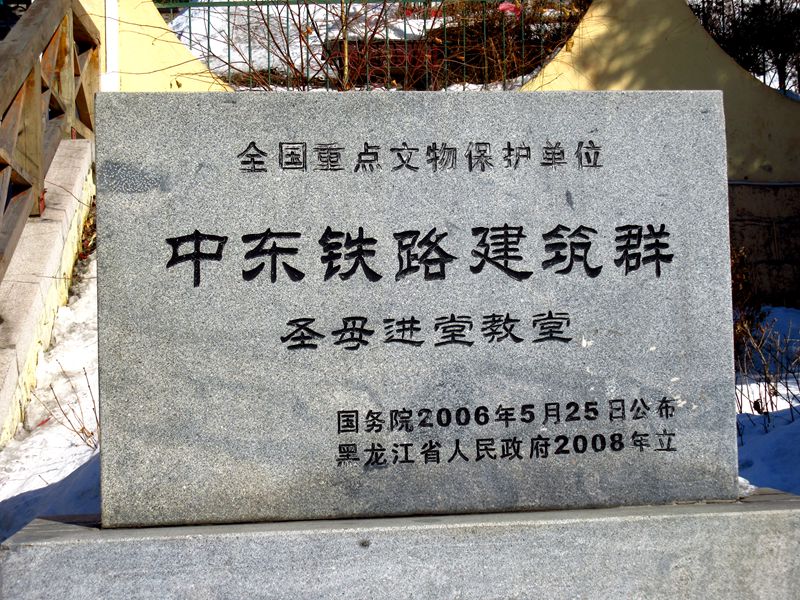 全国重点文物保护单位
中东铁路建筑群
圣母进堂教堂
国务院2006年5月25日公布
黑龙江省人民政府2008年立